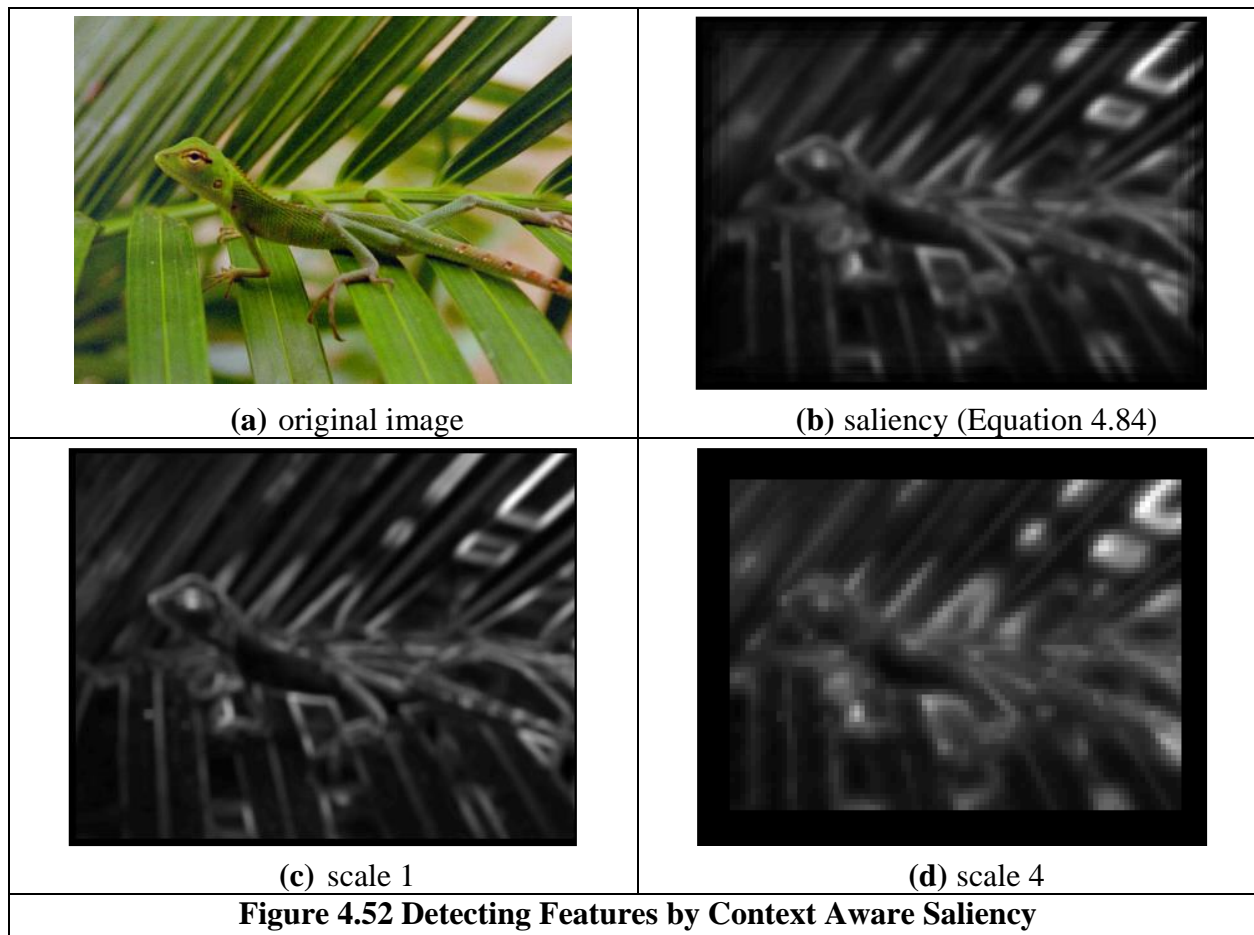 (a) original image
(b) saliency (Equation 4.84)
(c) scale 1
(d) scale 4
Figure 4.52 Detecting Features by Context Aware Saliency